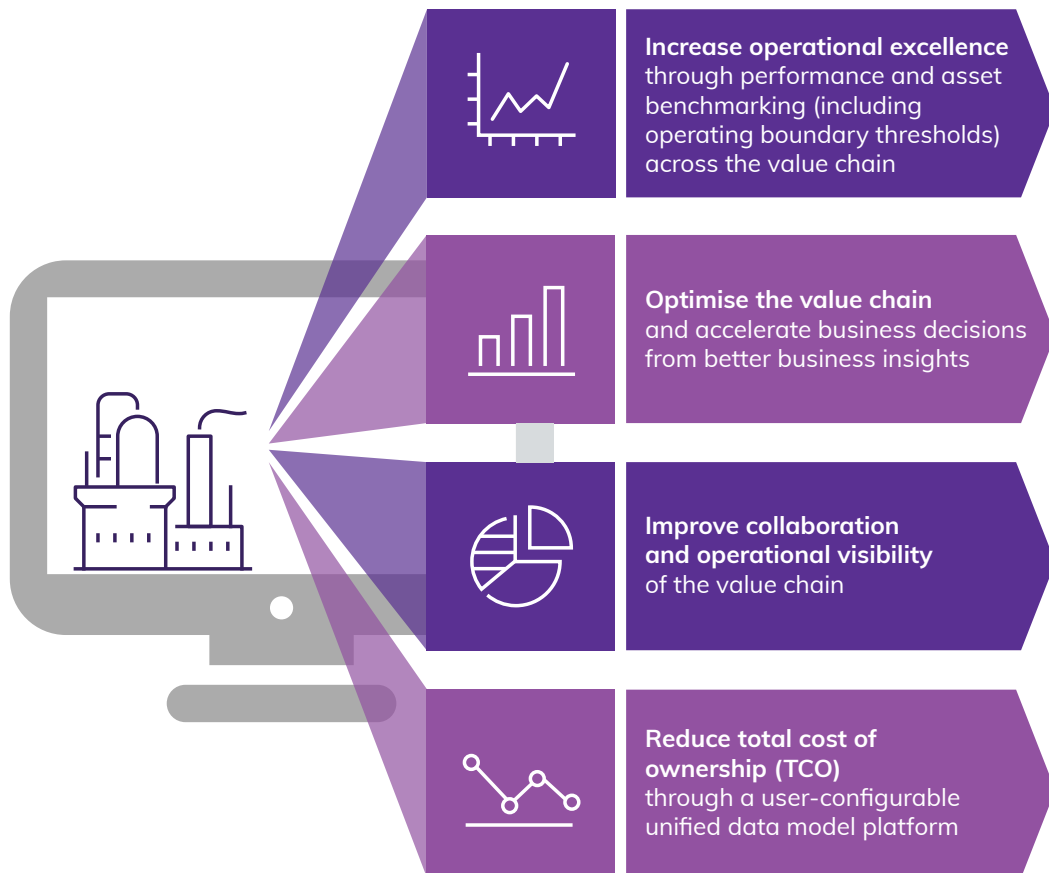 Increase operational excellence
through performance and asset
benchmarking (including
operating boundary thresholds)
across the value chain
Optimise the value chain
and accelerate business decisions
from better business insights
Improve collaboration
and operational visibility
of the value chain
Reduce total cost of
ownership (TCO)
through a user-configurable
unified data model platform